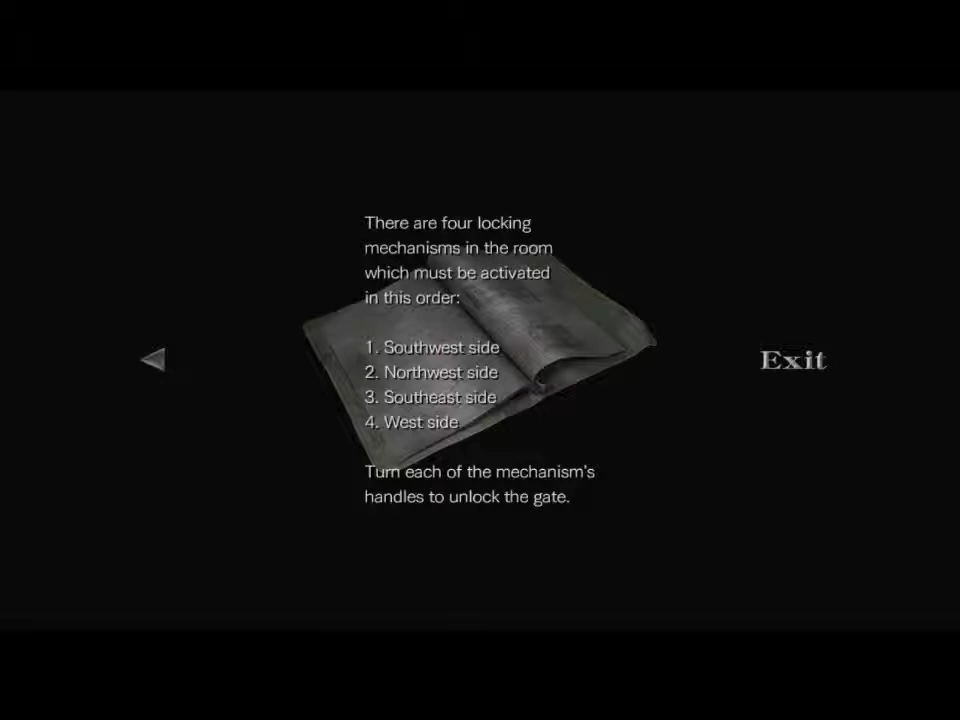 There are four locking
mechanisms in the room
which must be activated
in this order:
1. Southwest side
2. Northwest side
3. Southeast side
4. West side
Turn each of the mechanism's
handles to unlock the gate.
Exit